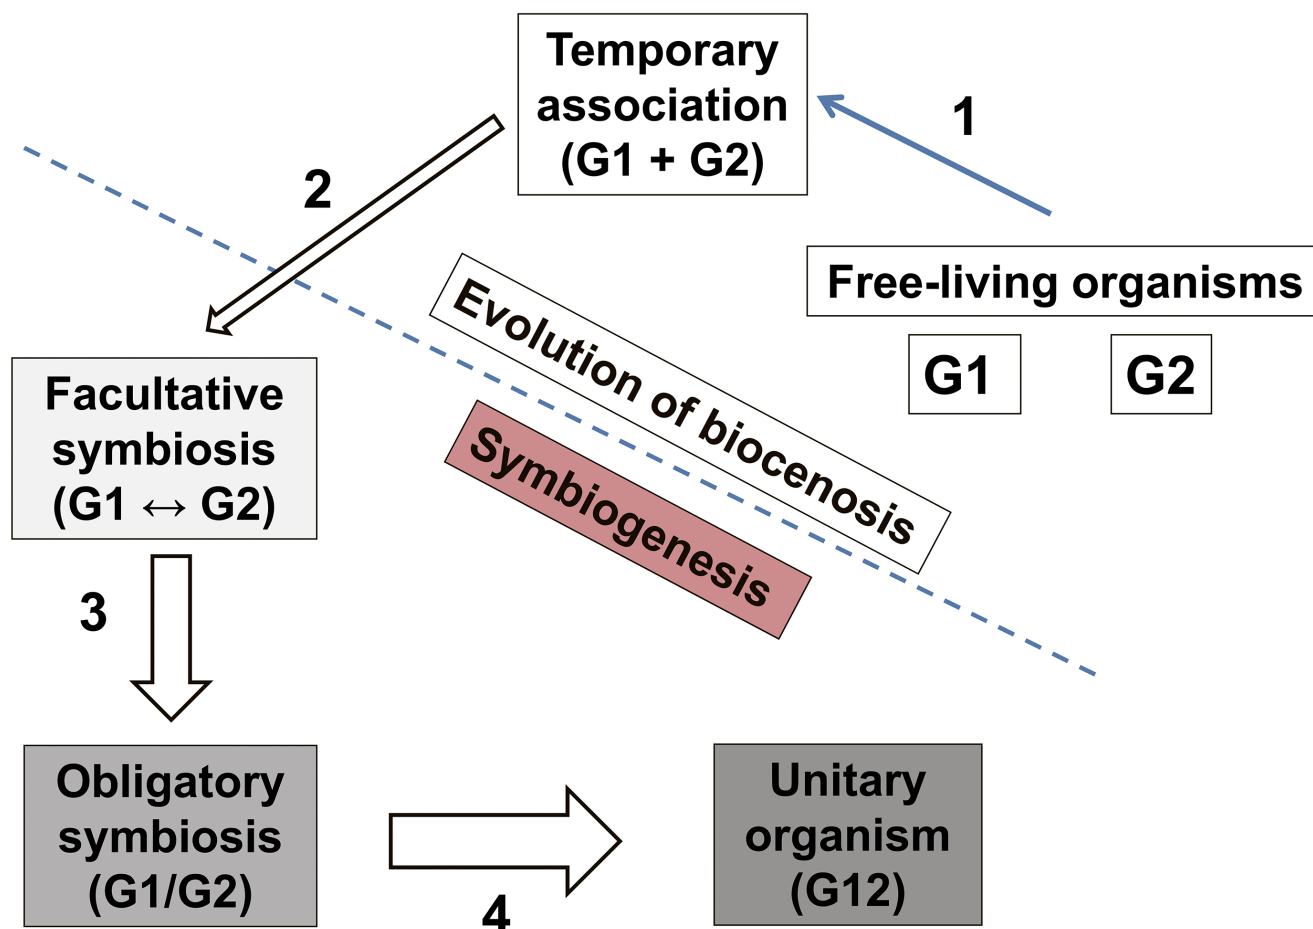 Temporary
association
(G1 + G2)
1
2
Free-living organisms
G1
G2
Evolution of biocenosis
Symbiogenesis
Facultative
symbiosis
(G1 ↔ G2)
3
Obligatory
symbiosis
(G1/G2)
4
Unitary
organism
(G12)